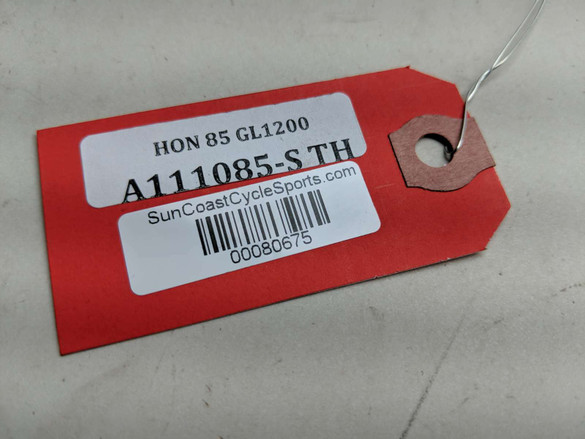 HON 85 GL1200
A111085-S TH
SunCoastCycleSports.com
00080675